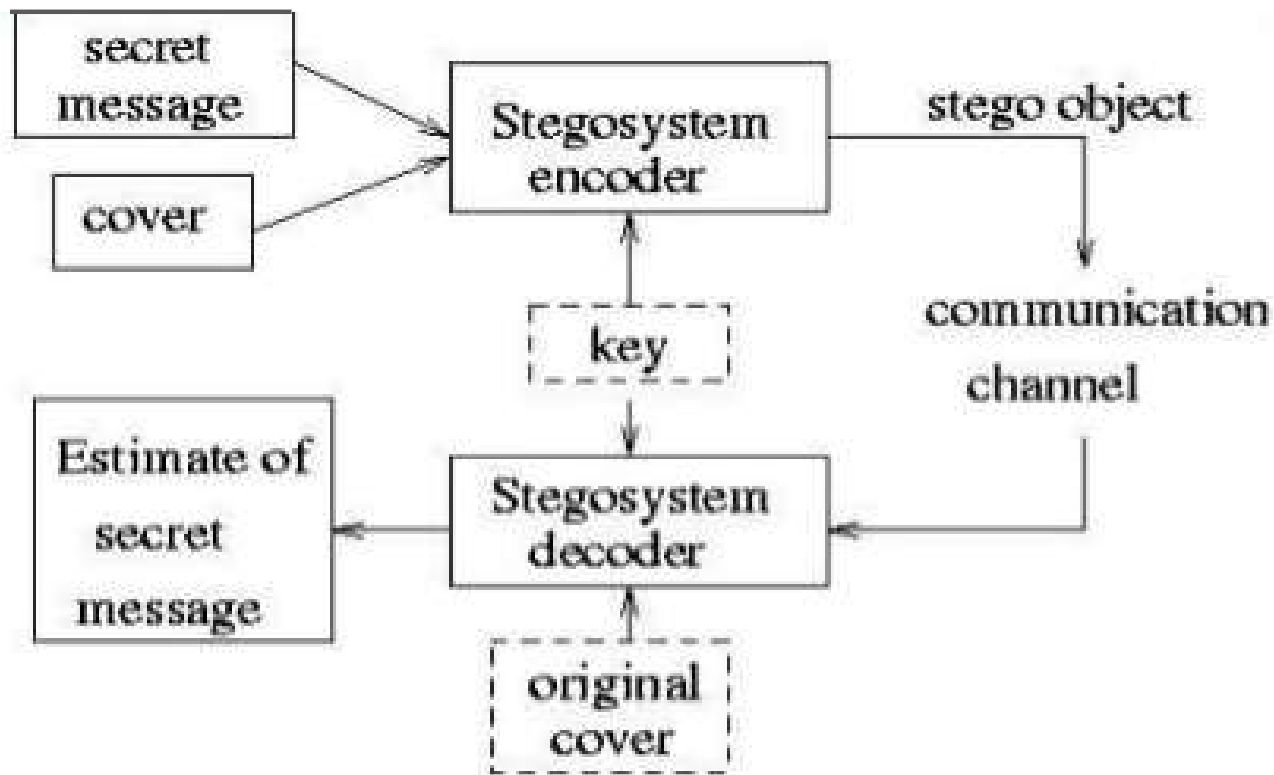 secret
message
cover
Stegosystem
encoder
stego object
key
communication
channel
Estimate of
secret
message
Stegosystem
decoder
original
cover